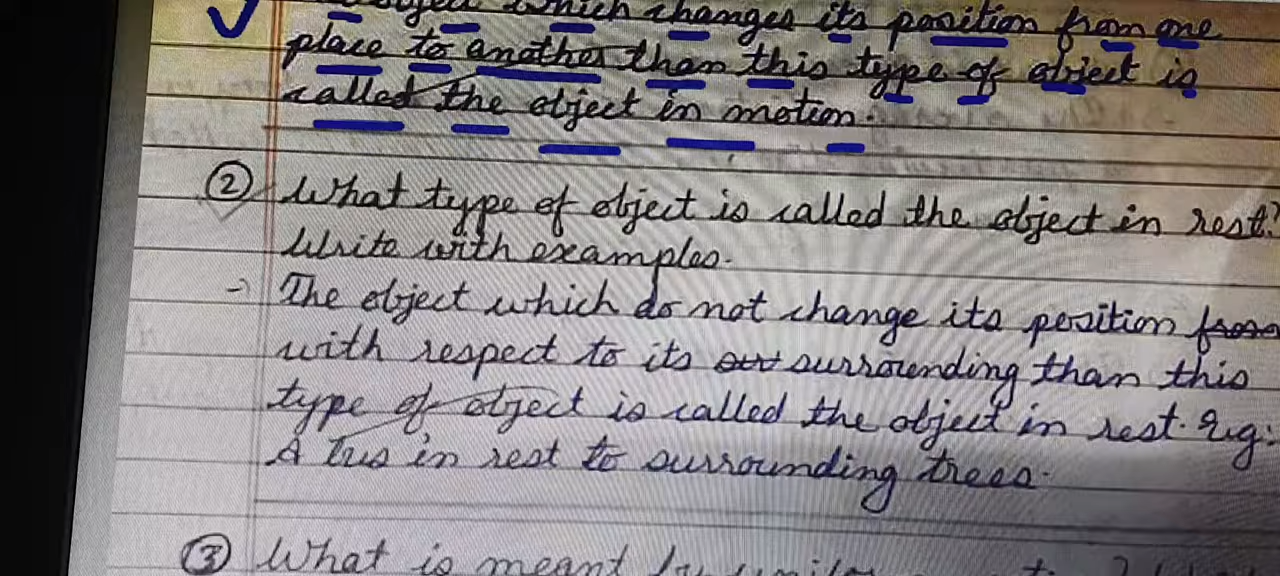 object which changes its position from one
place to another than this type of object is
called the object in motion.
② What type of object is called the object in rest?
Write with examples.
→ The object which do not change its position from
with respect to its out surrounding than this
type of object is called the object in rest. Eg:
A bus in rest to surrounding trees.
③ What is meant by